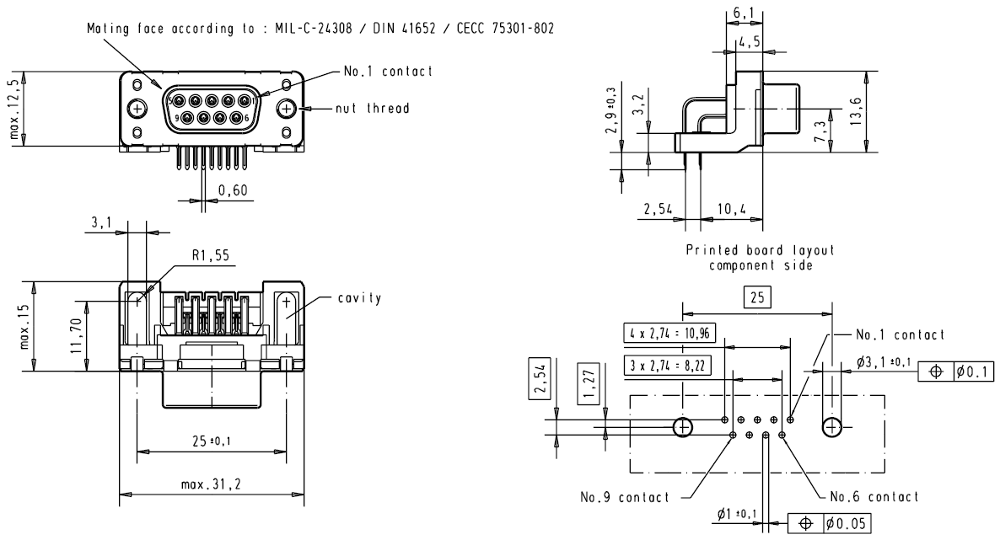 Mating face according to : MIL-C-24308 / DIN 41652 / CECC 75301-802
No.1 contact
nut thread
max.12,5
5
1
9
6
0,60
6,1
4,5
2,9 ±0,3
3,2
7,3
13,6
2,54
10,4
3,1
R1,55
cavity
max.15
11,70
25 ±0,1
max.31,2
Printed board layout
component side
25
4 x 2,74 = 10,96
No.1 contact
3 x 2,74 = 8,22
Ø3,1 ±0,1
Ø0.1
2,54
1,27
No.9 contact
No.6 contact
Ø1 ±0,1
Ø0.05